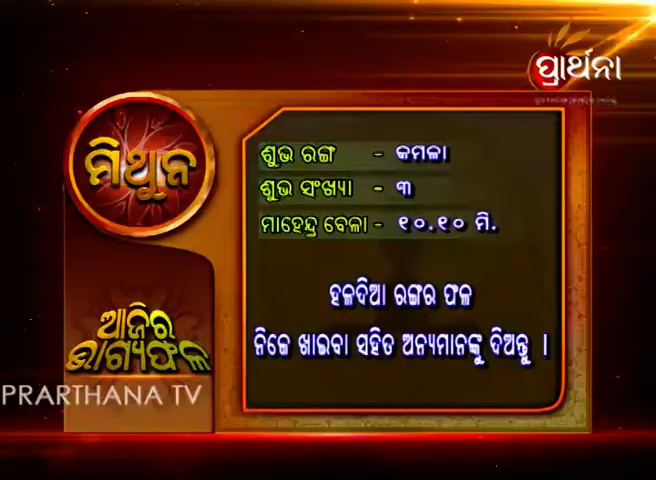 ପ୍ରାର୍ଥନା
ମିଥୁନ
ଶୁଭ ରଙ୍ଗ - କମଳା
ଶୁଭ ସଂଖ୍ୟା - ୩
ମାହେନ୍ଦ୍ର ବେଳା - ୧୦.୧୦ ମି.
ହଳଦିଆ ରଙ୍ଗର ଫଳ
ନିଜେ ଖାଇବା ସହିତ ଅନ୍ୟମାନଙ୍କୁ ଦିଅନ୍ତୁ ।
ଆଜିର
ଭାଗ୍ୟଫଳ
PRARTHANA TV